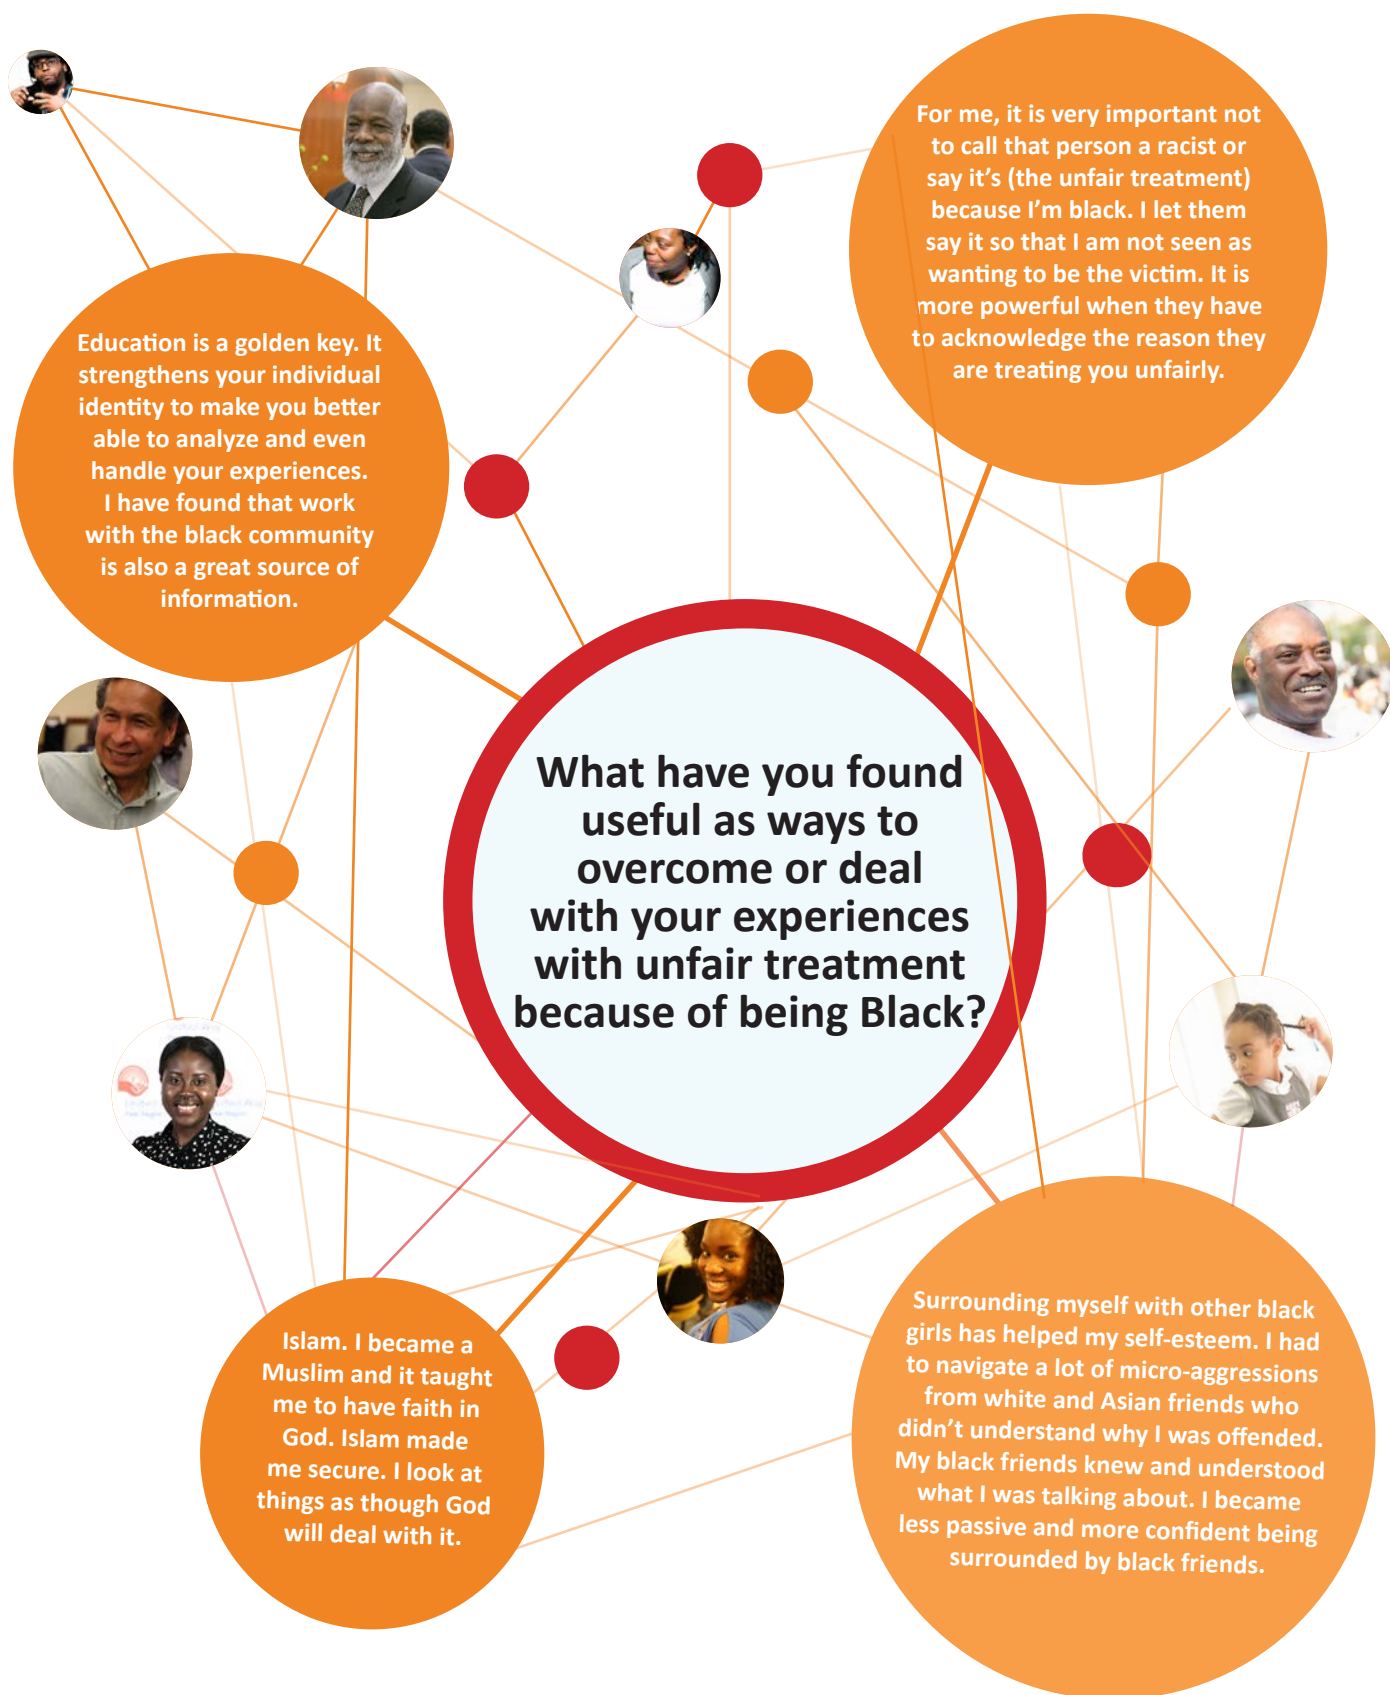 For me, it is very important not
to call that person a racist or
say it’s (the unfair treatment)
because I’m black. I let them
say it so that I am not seen as
wanting to be the victim. It is
more powerful when they have
to acknowledge the reason they
are treating you unfairly.
Education is a golden key. It
strengthens your individual
identity to make you better
able to analyze and even
handle your experiences.
I have found that work
with the black community
is also a great source of
information.
What have you found
useful as ways to
overcome or deal
with your experiences
with unfair treatment
because of being Black?
Islam. I became a
Muslim and it taught
me to have faith in
God. Islam made
me secure. I look at
things as though God
will deal with it.
Surrounding myself with other black
girls has helped my self-esteem. I had
to navigate a lot of micro-aggressions
from white and Asian friends who
didn’t understand why I was offended.
My black friends knew and understood
what I was talking about. I became
less passive and more confident being
surrounded by black friends.